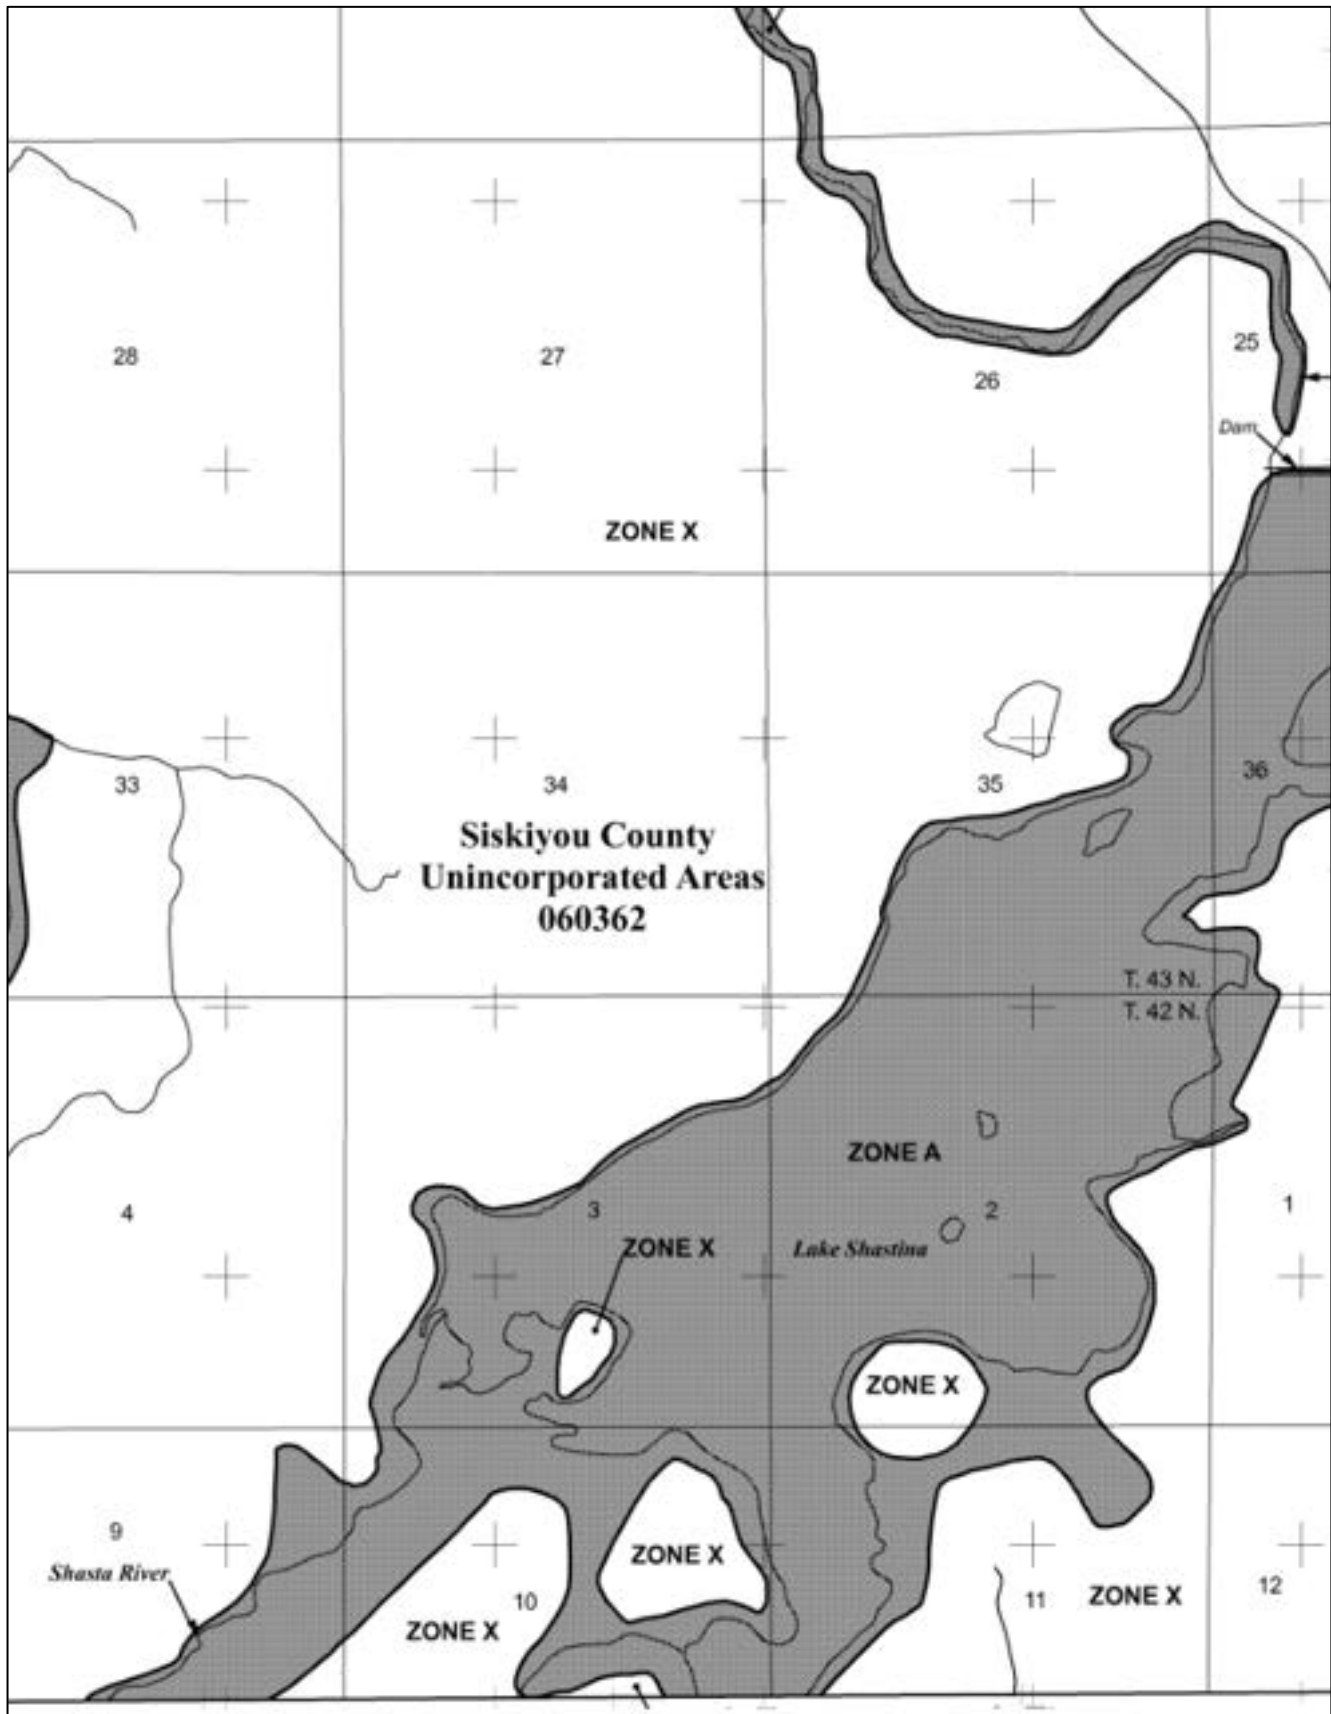 25
28
27
26
Dam
ZONE X
36
33
34
35
Siskiyou County
Unincorporated Areas
060362
T. 43 N.
T. 42 N.
ZONE A
4
3
2
1
ZONE X
Lake Shastina
ZONE X
9
ZONE X
Shasta River
12
ZONE X
10
11
ZONE X